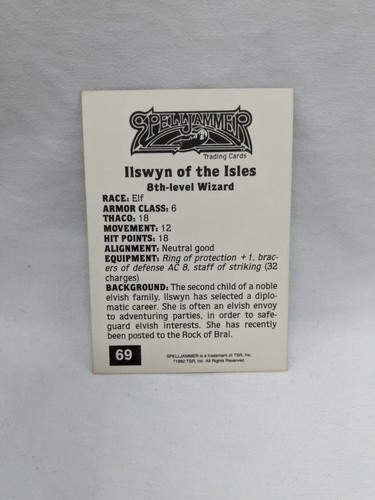 SPELLJAMMER
Trading Cards
Ilswyn of the Isles
8th-level Wizard
RACE: Elf
ARMOR CLASS: 6
THACO: 18
MOVEMENT: 12
HIT POINTS: 18
ALIGNMENT: Neutral good
EQUIPMENT: Ring of protection +1, brac-
ers of defense AC 8, staff of striking (32
charges)
BACKGROUND: The second child of a noble
elvish family, Ilswyn has selected a diplo-
matic career. She is often an elvish envoy
to adventuring parties, in order to safe-
guard elvish interests. She has recently
been posted to the Rock of Bral.
69
SPELLJAMMER is a trademark of TSR, Inc.
©1992 TSR, Inc. All Rights Reserved.